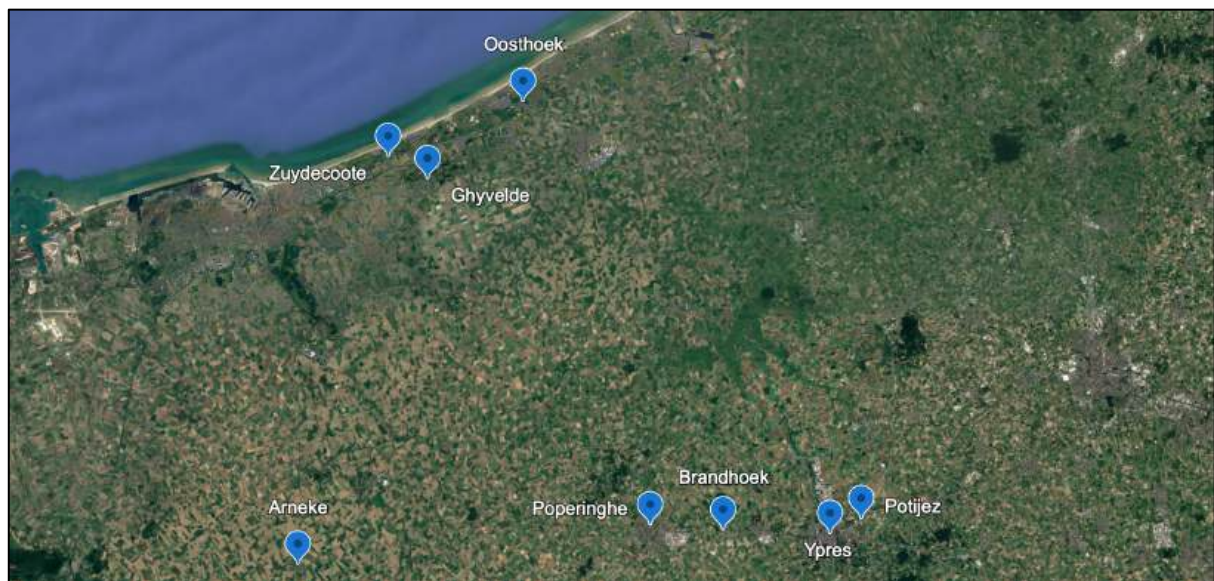 Oosthoek
Zuydecoote
Ghyvelde
Brandhoek
Arneke
Poperinghe
Potijez
Ypres